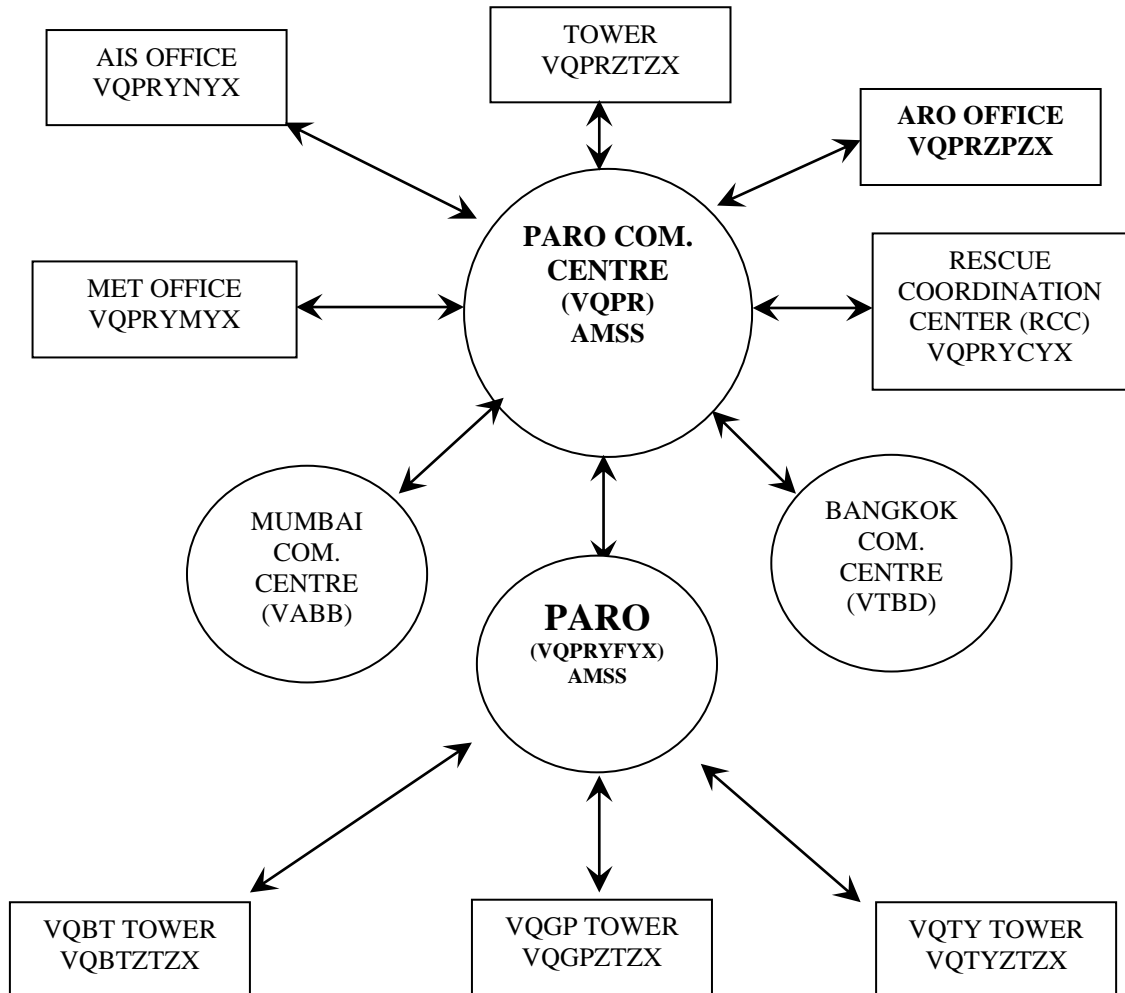 AIS OFFICE
VQPRYNYX
TOWER
VQPRZTZX
ARO OFFICE
VQPRZPZX
PARO COM.
CENTRE
(VQPR)
AMSS
MET OFFICE
VQPRYMYX
RESCUE
COORDINATION
CENTER (RCC)
VQPRYCYX
MUMBAI
COM.
CENTRE
(VABB)
BANGKOK
COM.
CENTRE
(VTBD)
PARO
(VQPRYFYX)
AMSS
VQBT TOWER
VQBTZTZX
VQGP TOWER
VQGPZTZX
VQTY TOWER
VQTYZTZX